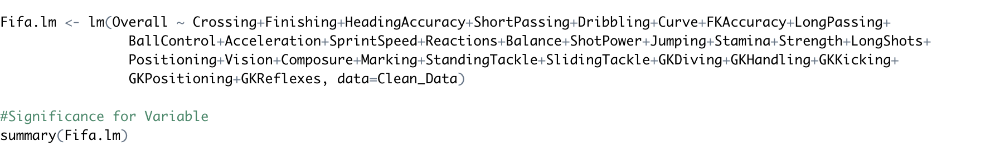 Fifa.lm <- lm(Overall ~ Crossing+Finishing+HeadingAccuracy+ShortPassing+Dribbling+Curve+FKAccuracy+LongPassing+
BallControl+Acceleration+SprintSpeed+Reactions+Balance+ShotPower+Jumping+Stamina+Strength+LongShots+
Positioning+Vision+Composure+Marking+StandingTackle+SlidingTackle+GKDiving+GKHandling+GKKicking+
GKPositioning+GKReflexes, data=Clean_Data)
#Significance for Variable
summary(Fifa.lm)